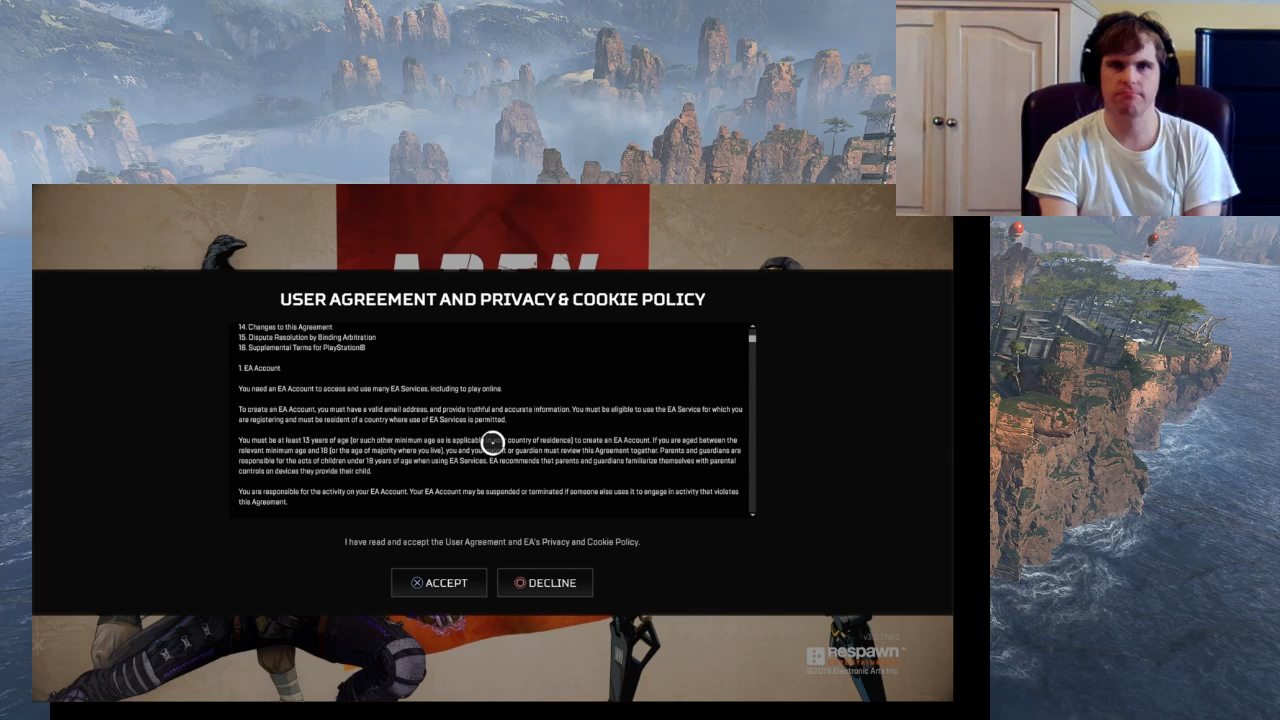 APEX
USER AGREEMENT AND PRIVACY & COOKIE POLICY
14. Changes to this Agreement
15. Dispute Resolution by Binding Arbitration
16. Supplemental Terms for PlayStation®
1. EA Account
You need an EA Account to access and use many EA Services, including to play online.
To create an EA Account, you must have a valid email address, and provide truthful and accurate information. You must be eligible to use the EA Service for which you
are registering and must be resident of a country where use of EA Services is permitted.
You must be at least 13 years of age (or such other minimum age as is applicable country of residence) to create an EA Account. If you are aged between the
relevant minimum age and 18 (or the age of majority where you live), you and your or guardian must review this Agreement together. Parents and guardians are
responsible for the acts of children under 18 years of age when using EA Services. EA recommends that parents and guardians familiarize themselves with parental
controls on devices they provide their child.
You are responsible for the activity on your EA Account. Your EA Account may be suspended or terminated if someone else uses it to engage in activity that violates
this Agreement.
I have read and accept the User Agreement and EA's Privacy and Cookie Policy.
ACCEPT DECLINE
Respawn™
ENTERTAINMENT
©2019 Electronic Arts Inc.